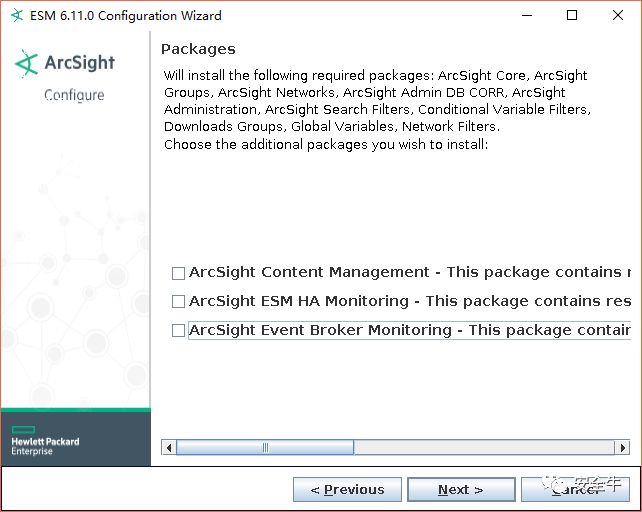 ESM 6.11.0 Configuration Wizard
ArcSight
Configure
Packages
Will install the following required packages: ArcSight Core, ArcSight
Groups, ArcSight Networks, ArcSight Admin DB CORR, ArcSight
Administration, ArcSight Search Filters, Conditional Variable Filters,
Downloads Groups, Global Variables, Network Filters.
Choose the additional packages you wish to install:
ArcSight Content Management - This package contains
ArcSight ESM HA Monitoring - This package contains res
ArcSight Event Broker Monitoring - This package contain
Hewlett Packard
Enterprise
< Previous
Next >
Cancel
安全牛